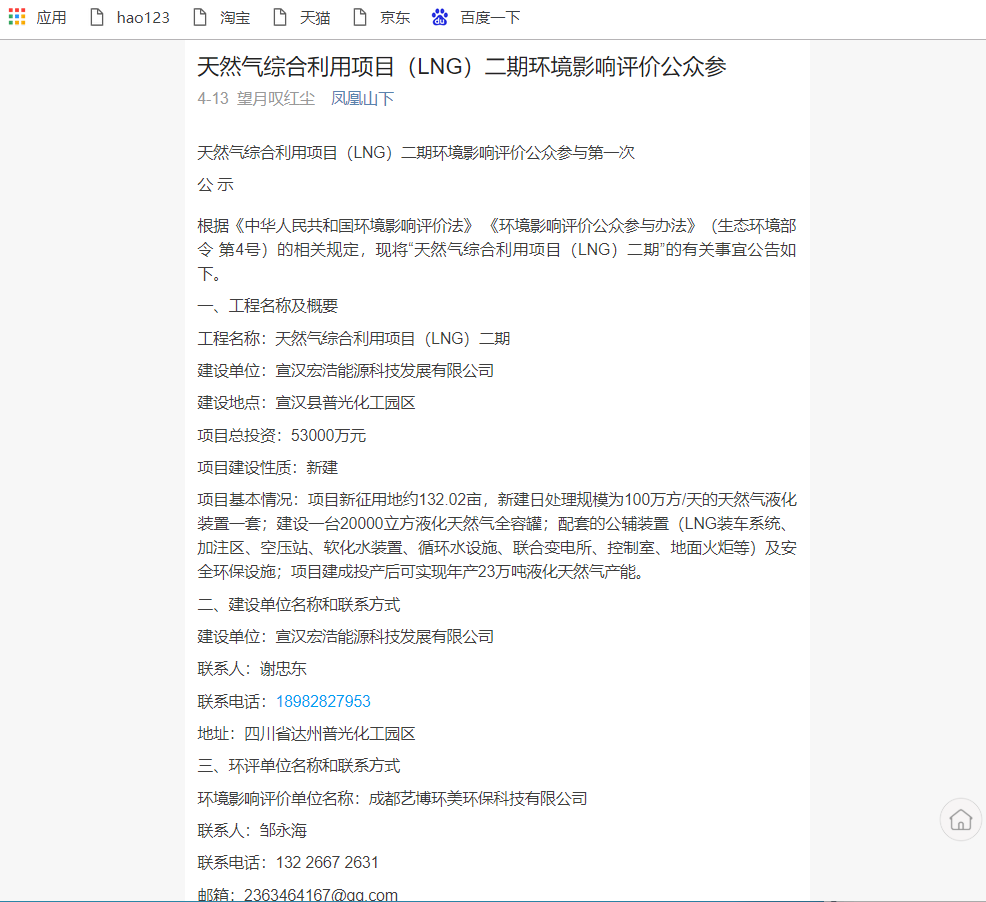 应用 hao123 淘宝 天猫 京东 百度一下
天然气综合利用项目（LNG）二期环境影响评价公众参
4-13 望月叹红尘 凤凰山下
天然气综合利用项目（LNG）二期环境影响评价公众参与第一次
公 示
根据《中华人民共和国环境影响评价法》《环境影响评价公众参与办法》（生态环境部
令 第4号）的相关规定，现将“天然气综合利用项目（LNG）二期”的有关事宜公告如
下。
一、工程名称及概要
工程名称：天然气综合利用项目（LNG）二期
建设单位：宣汉宏浩能源科技发展有限公司
建设地点：宣汉县普光化工园区
项目总投资：53000万元
项目建设性质：新建
项目基本情况：项目新征用地约132.02亩，新建日处理规模为100万方/天的天然气液化
装置一套；建设一台20000立方液化天然气全容罐；配套的公辅装置（LNG装车系统、
加注区、空压站、软化水装置、循环水设施、联合变电所、控制室、地面火炬等）及安
全环保设施；项目建成投产后可实现年产23万吨液化天然气产能。
二、建设单位名称和联系方式
建设单位：宣汉宏浩能源科技发展有限公司
联系人：谢忠东
联系电话：18982827953
地址：四川省达州普光化工园区
三、环评单位名称和联系方式
环境影响评价单位名称：成都艺博环美环保科技有限公司
联系人：邹永海
联系电话：132 2667 2631
邮箱：2363464167@qq.com